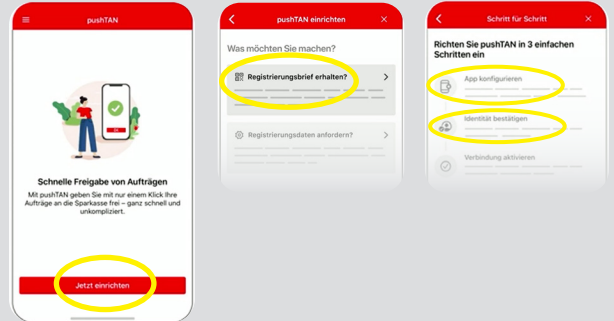 pushTAN
Schnelle Freigabe von Aufträgen
Mit pushTAN geben Sie mit nur einem Klick Ihre
Aufträge an die Sparkasse frei – ganz schnell und
unkompliziert.
Jetzt einrichten
pushTAN einrichten
Was möchten Sie machen?
Registrierungsbrief erhalten?
Registrierungsdaten anfordern?
Schritt für Schritt
Richten Sie pushTAN in 3 einfachen
Schritten ein
App konfigurieren
Identität bestätigen
Verbindung aktivieren